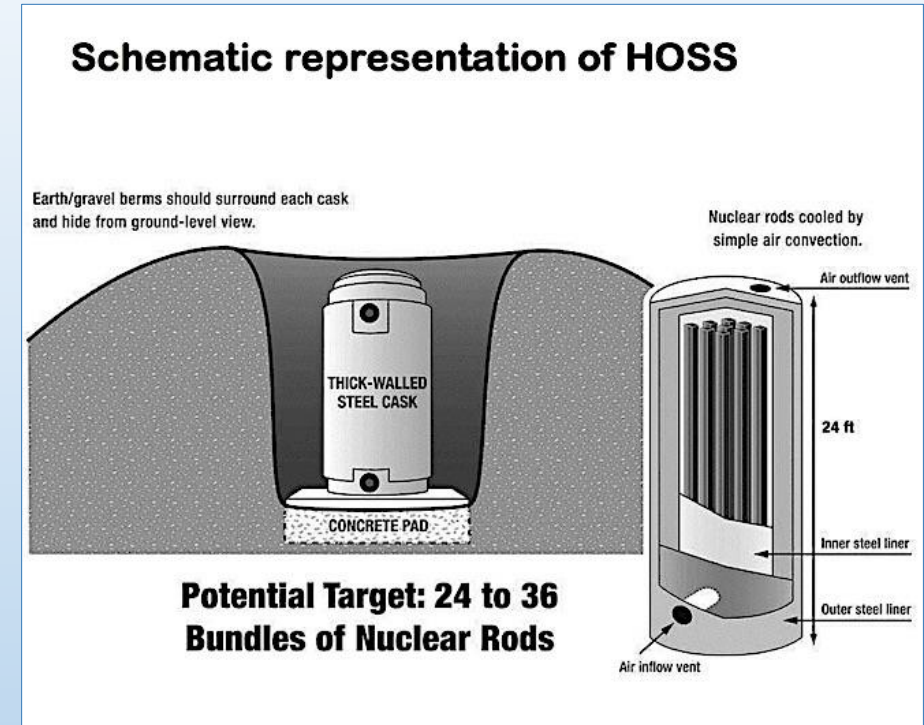 Schematic representation of HOSS
Earth/gravel berms should surround each cask
and hide from ground-level view.
Nuclear rods cooled by
simple air convection.
Air outflow vent
THICK-WALLED
STEEL CASK
24 ft
CONCRETE PAD
Inner steel liner
Potential Target: 24 to 36
Bundles of Nuclear Rods
Outer steel liner
Air inflow vent